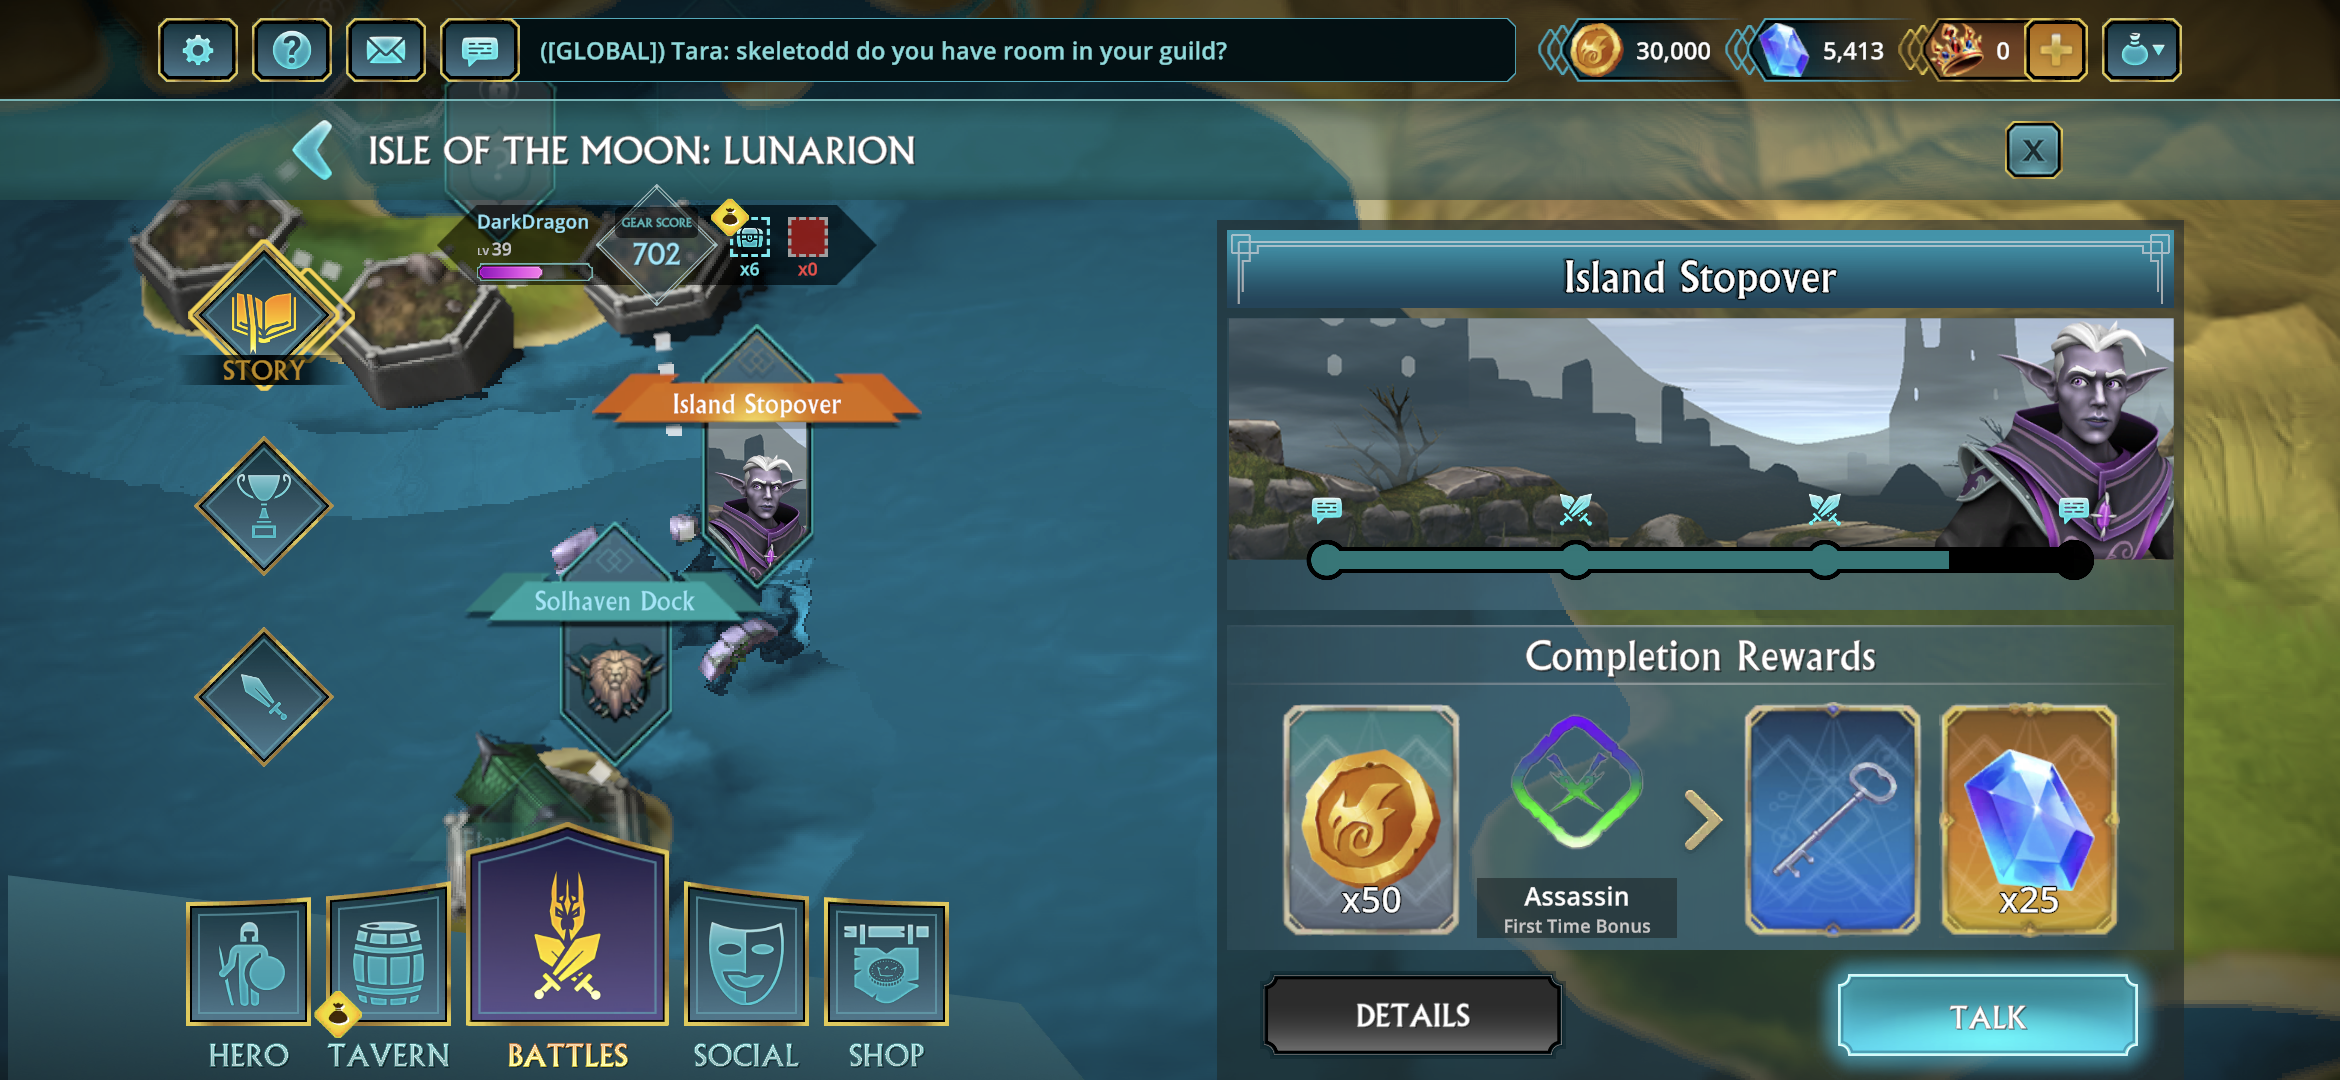 ([GLOBAL]) Tara: skeletodd do you have room in your guild?
30,000
5,413
0
ISLE OF THE MOON: LUNARION
X
DarkDragon
LV 39
GEAR SCORE
702
x6
x0
STORY
Island Stopover
Solhaven Dock
Island Stopover
Completion Rewards
x50
Assassin
First Time Bonus
x25
DETAILS
TALK
HERO
TAVERN
BATTLES
SOCIAL
SHOP